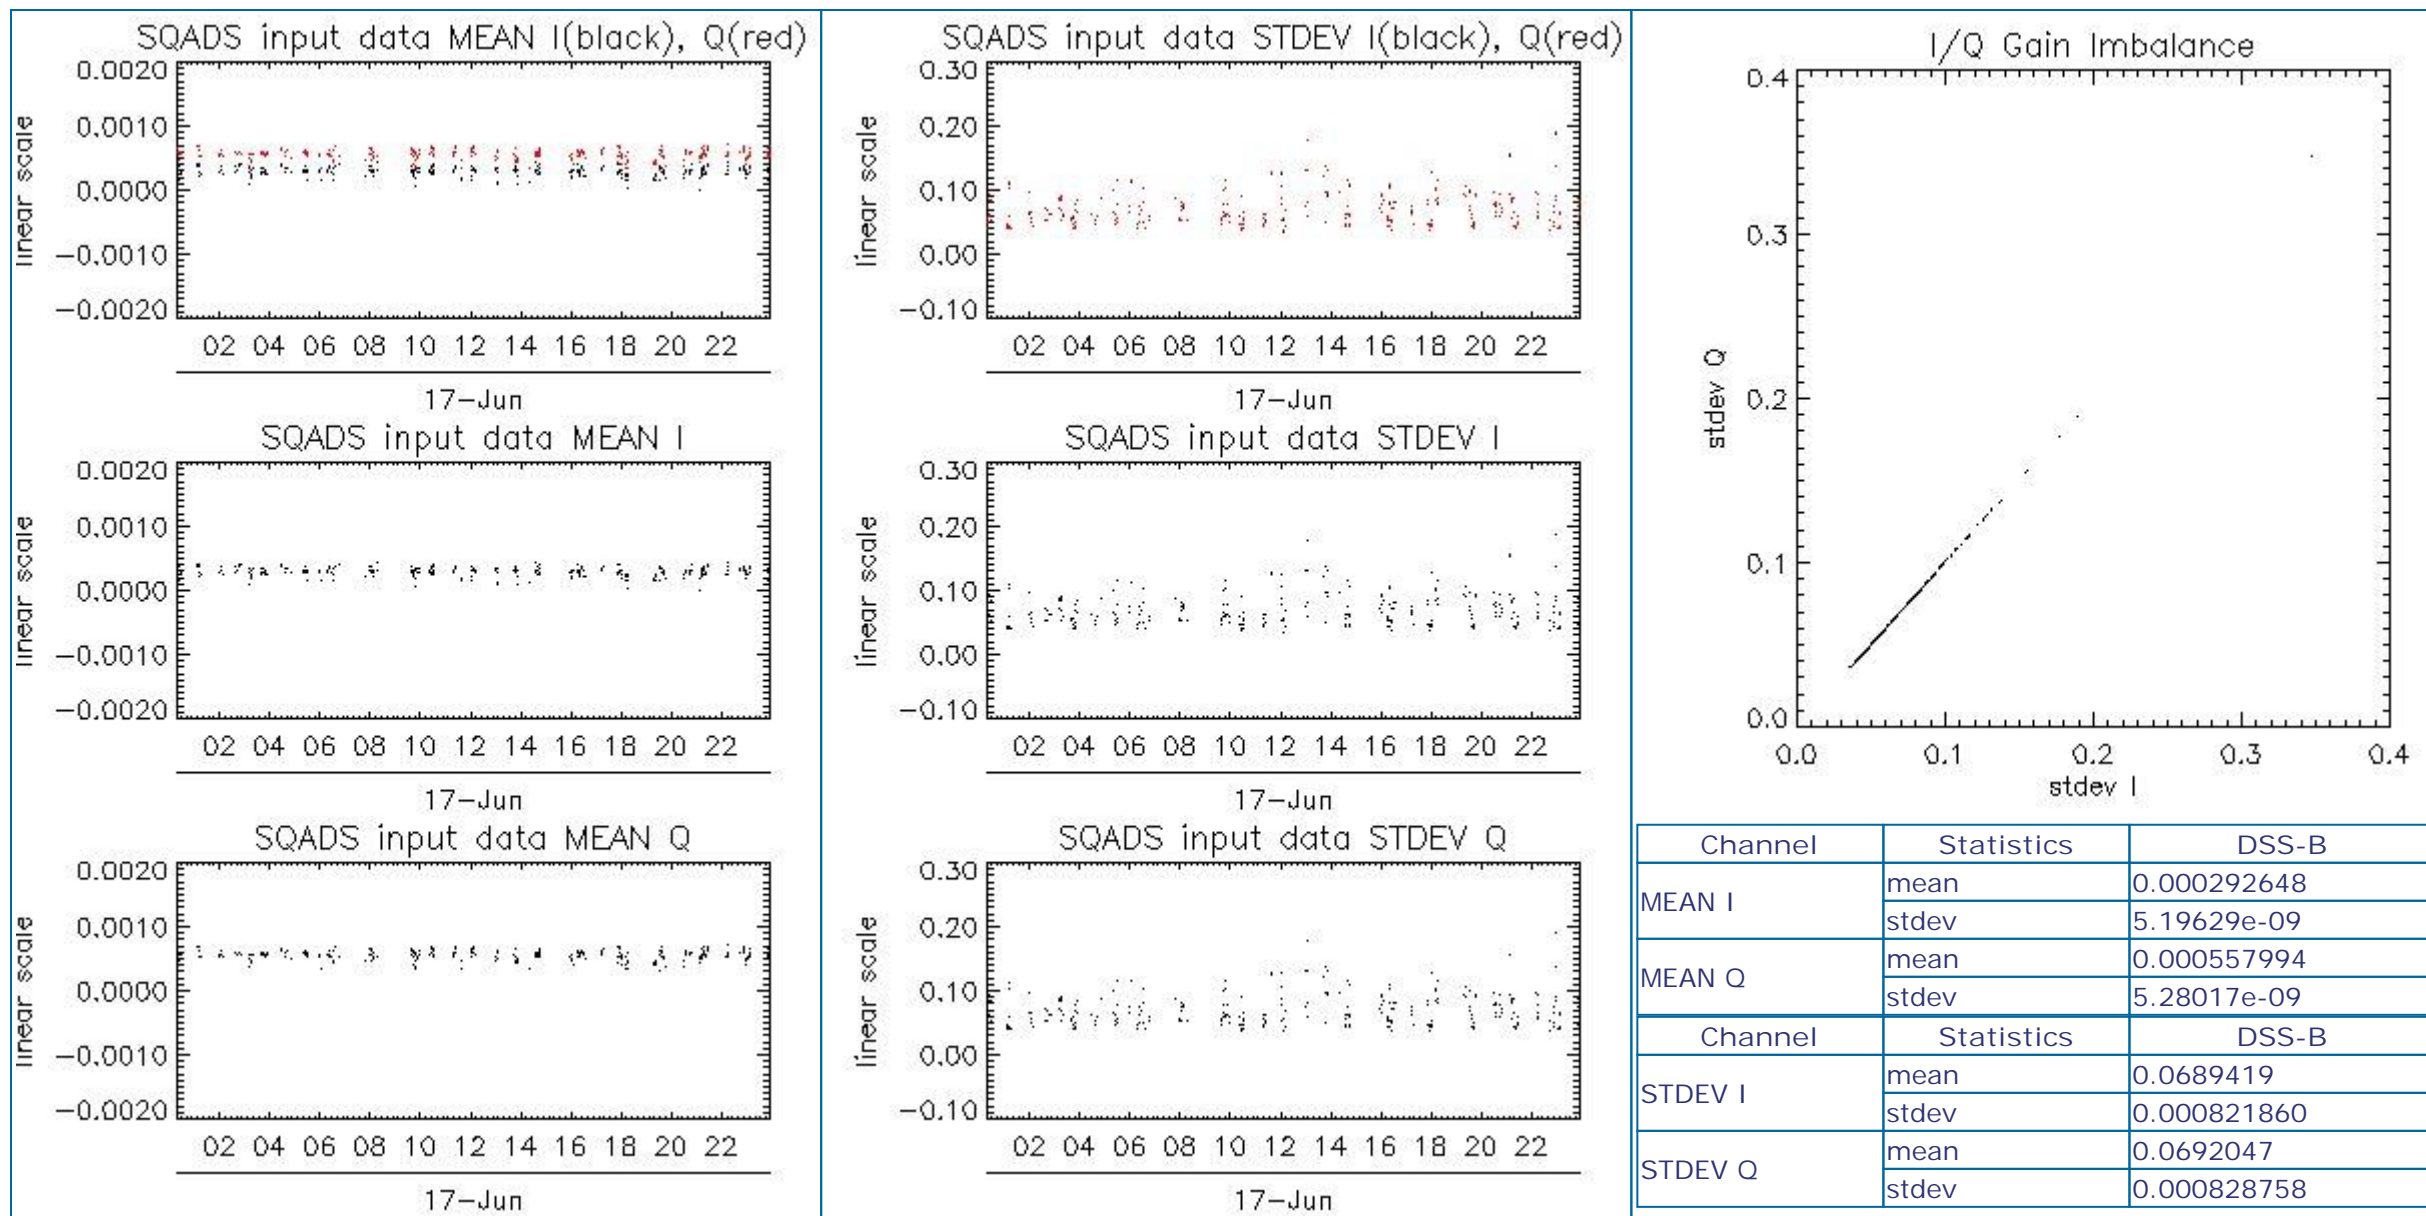 SQADS input data MEAN I(black), Q(red)
0.0020
0.0010
0.0000
−0.0010
−0.0020
linear scale
02 04 06 08 10 12 14 16 18 20 22
17−Jun
SQADS input data MEAN I
0.0020
0.0010
0.0000
−0.0010
−0.0020
linear scale
02 04 06 08 10 12 14 16 18 20 22
17−Jun
SQADS input data MEAN Q
0.0020
0.0010
0.0000
−0.0010
−0.0020
linear scale
02 04 06 08 10 12 14 16 18 20 22
17−Jun
SQADS input data STDEV I(black), Q(red)
0.30
0.20
0.10
0.00
−0.10
linear scale
02 04 06 08 10 12 14 16 18 20 22
17−Jun
SQADS input data STDEV I
0.30
0.20
0.10
0.00
−0.10
linear scale
02 04 06 08 10 12 14 16 18 20 22
17−Jun
SQADS input data STDEV Q
0.30
0.20
0.10
0.00
−0.10
linear scale
02 04 06 08 10 12 14 16 18 20 22
17−Jun
I/Q Gain Imbalance
0.4
0.3
0.2
0.1
0.0
stdev Q
0.0 0.1 0.2 0.3 0.4
stdev I
Channel Statistics DSS-B
MEAN I mean 0.000292648
stdev 5.19629e-09
MEAN Q mean 0.000557994
stdev 5.28017e-09
Channel Statistics DSS-B
STDEV I mean 0.0689419
stdev 0.000821860
STDEV Q mean 0.0692047
stdev 0.000828758